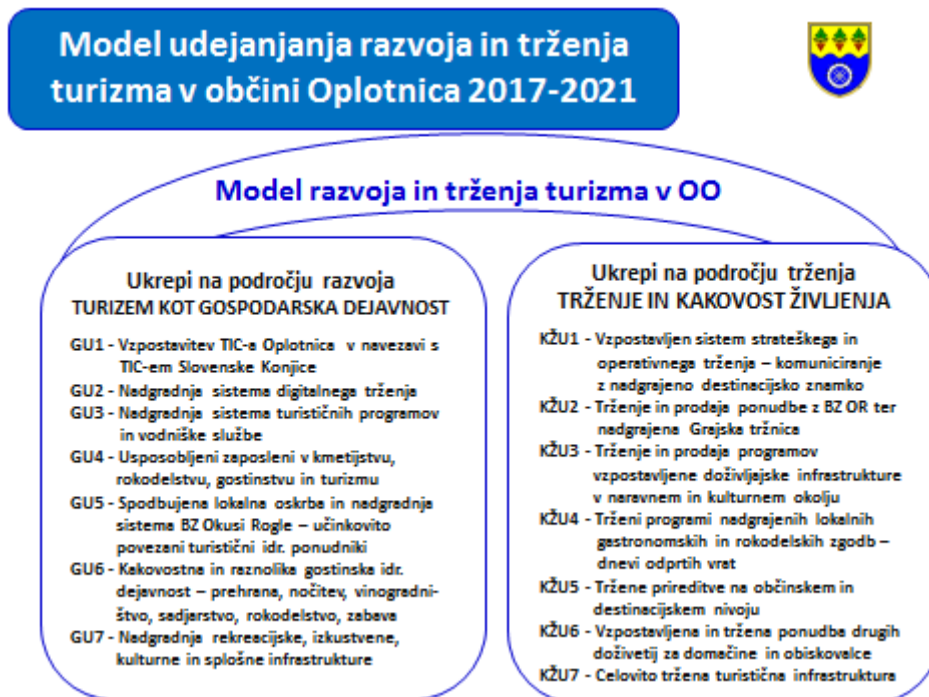 Model udejanjanja razvoja in trženja
turizma v občini Oplotnica 2017-2021
Model razvoja in trženja turizma v OO
Ukrepi na področju razvoja
TURIZEM KOT GOSPODARSKA DEJAVNOST
GU1 - Vzpostavitev TIC-a Oplotnica v navezavi s
TIC-em Slovenske Konjice
GU2 - Nadgradnja sistema digitalnega trženja
GU3 - Nadgradnja sistema turističnih programov
in vodniške službe
GU4 - Usposobljeni zaposleni v kmetijstvu,
rokodelstvu, gostinstvu in turizmu
GU5 - Spodbujena lokalna oskrba in nadgradnja
sistema BZ Okusi Rogle – učinkovito
povezani turistični idr. ponudniki
GU6 - Kakovostna in raznolika gostinska idr.
dejavnost – prehrana, nočitev, vinogradni-
štvo, sadjarstvo, rokodelstvo, zabava
GU7 - Nadgradnja rekreacijske, izkustvene,
kulturne in splošne infrastrukture
Ukrepi na področju trženja
TRŽENJE IN KAKOVOST ŽIVLJENJA
KŽU1 - Vzpostavljen sistem strateškega in
operativnega trženja – komuniciranje
z nadgrajeno destinacijsko znamko
KŽU2 - Trženje in prodaja ponudbe z BZ OR ter
nadgrajena Grajska tržnica
KŽU3 - Trženje in prodaja programov
vzpostavljene doživljajske infrastrukture
v naravnem in kulturnem okolju
KŽU4 - Trženi programi nadgrajenih lokalnih
gastronomskih in rokodelskih zgodb –
dnevi odprtih vrat
KŽU5 - Tržene prireditve na občinskem in
destinacijskem nivoju
KŽU6 - Vzpostavljena in tržena ponudba drugih
doživetij za domačine in obiskovalce
KŽU7 - Celovito tržena turistična infrastruktura